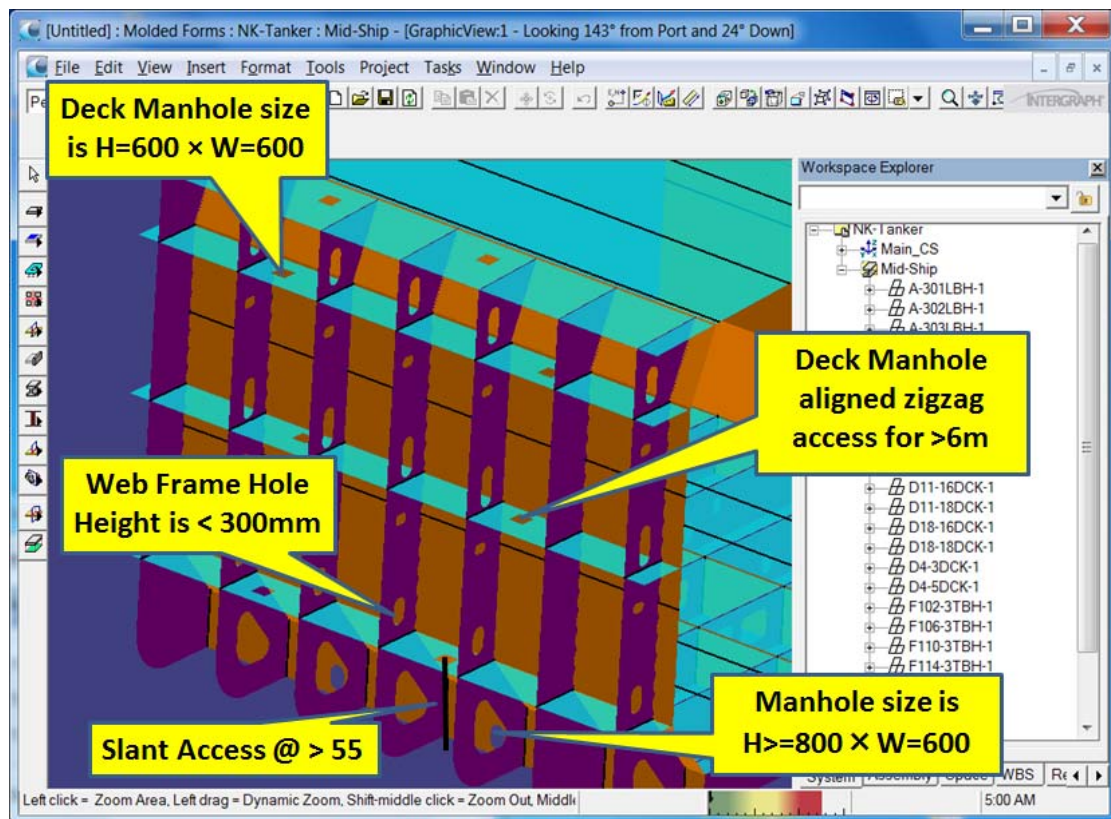 [Untitled] : Molded Forms : NK-Tanker : Mid-Ship - [GraphicView:1 - Looking 143° from Port and 24° Down]
File Edit View Insert Format Tools Project Tasks Window Help
INTERGRAPH
Deck Manhole size
is H=600 × W=600
Workspace Explorer
NK-Tanker
Main_CS
Mid-Ship
A-301LBH-1
A-302LBH-1
A-303LBH-1
Deck Manhole
aligned zigzag
access for >6m
Web Frame Hole
Height is < 300mm
D11-16DCK-1
D11-18DCK-1
D18-16DCK-1
D18-18DCK-1
D4-3DCK-1
D4-5DCK-1
F102-3TBH-1
F106-3TBH-1
F110-3TBH-1
F114-3TBH-1
Manhole size is
H>=800 × W=600
Slant Access @ > 55
System Assembly Space WBS
Left click = Zoom Area, Left drag = Dynamic Zoom, Shift-middle click = Zoom Out,
5:00 AM